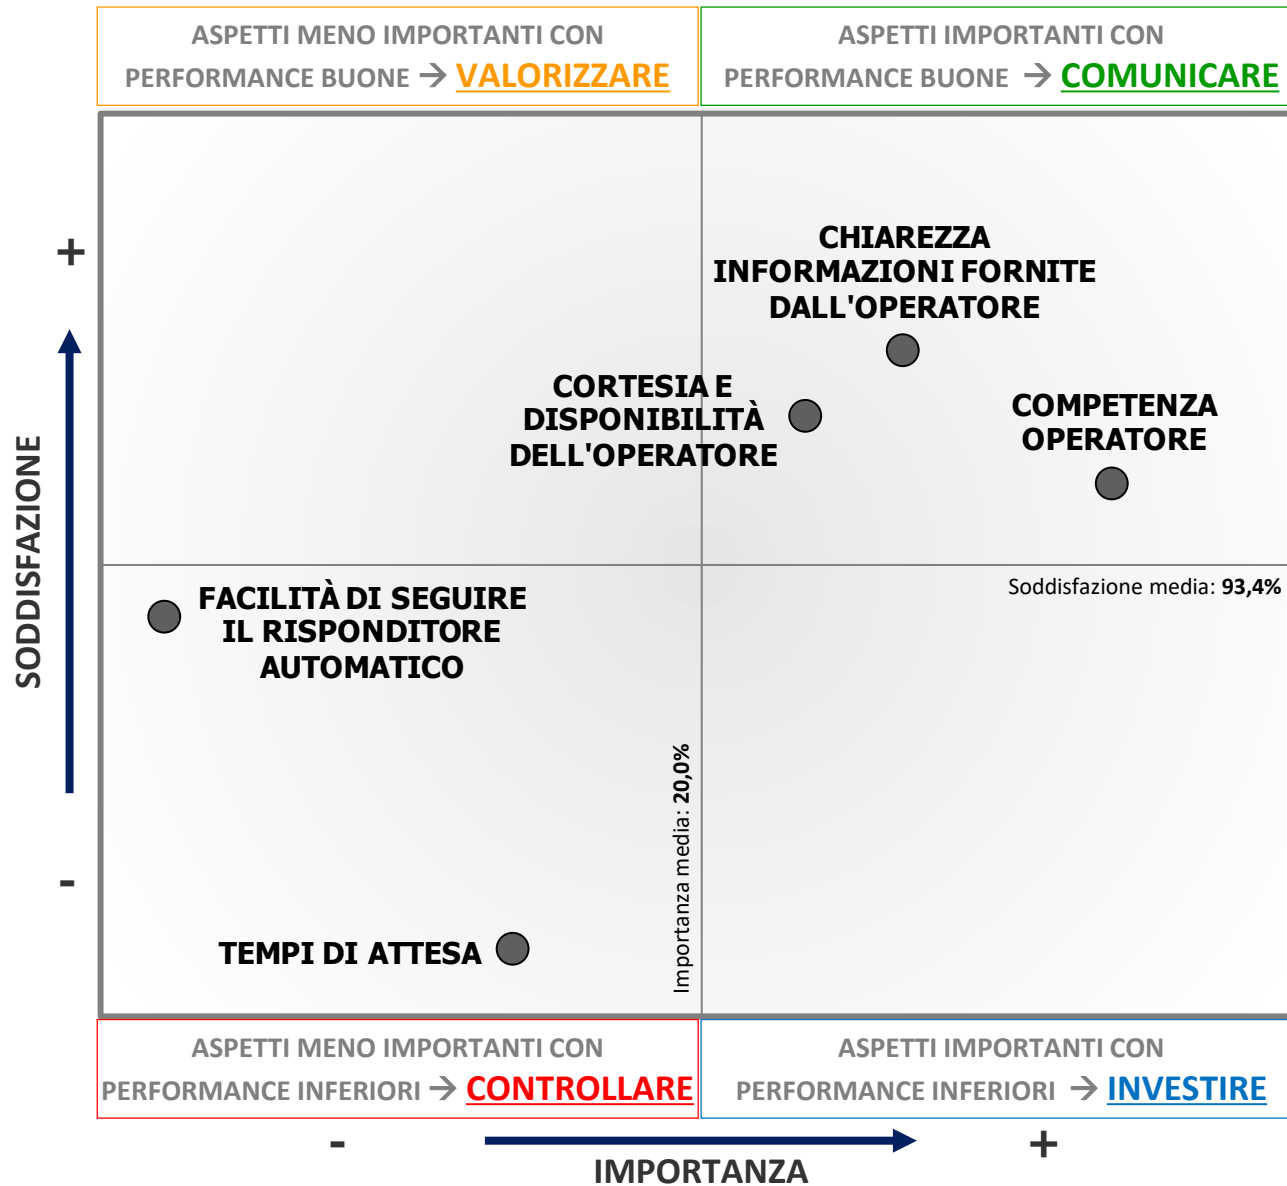 ASPETTI MENO IMPORTANTI CON
PERFORMANCE BUONE → VALORIZZARE
ASPETTI IMPORTANTI CON
PERFORMANCE BUONE → COMUNICARE
+
SODDISFAZIONE
-
CHIAREZZA
INFORMAZIONI FORNITE
DALL'OPERATORE
CORTESIA E
DISPONIBILITÀ
DELL'OPERATORE
COMPETENZA
OPERATORE
Soddisfazione media: 93,4%
FACILITÀ DI SEGUIRE
IL RISPONDITORE
AUTOMATICO
Importanza media: 20,0%
TEMPI DI ATTESA
ASPETTI MENO IMPORTANTI CON
PERFORMANCE INFERIORI → CONTROLLARE
ASPETTI IMPORTANTI CON
PERFORMANCE INFERIORI → INVESTIRE
-
+
IMPORTANZA